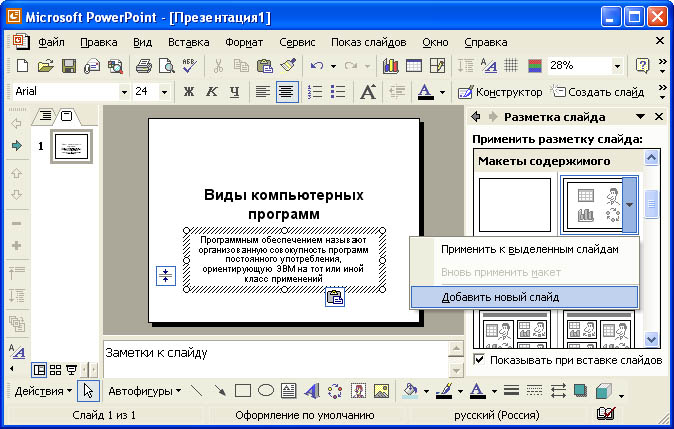 Microsoft PowerPoint - [Презентация1]
Файл Правка Вид Вставка Формат Сервис Показ слайдов Окно Справка
28%
Arial 24 Ж К Ч S А Конструктор Создать слайд
Разметка слайда
Применить разметку слайда:
Макеты содержимого
1
Виды компьютерных
программ
Программным обеспечением называют
организованную совокупность программ
постоянного употребления,
ориентирующую ЭВМ на тот или иной
класс применений
Применить к выделенным слайдам
Вновь применить макет
Добавить новый слайд
Заметки к слайду
Показывать при вставке слайдов
Действия Автофигуры
Слайд 1 из 1 Оформление по умолчанию русский (Россия)